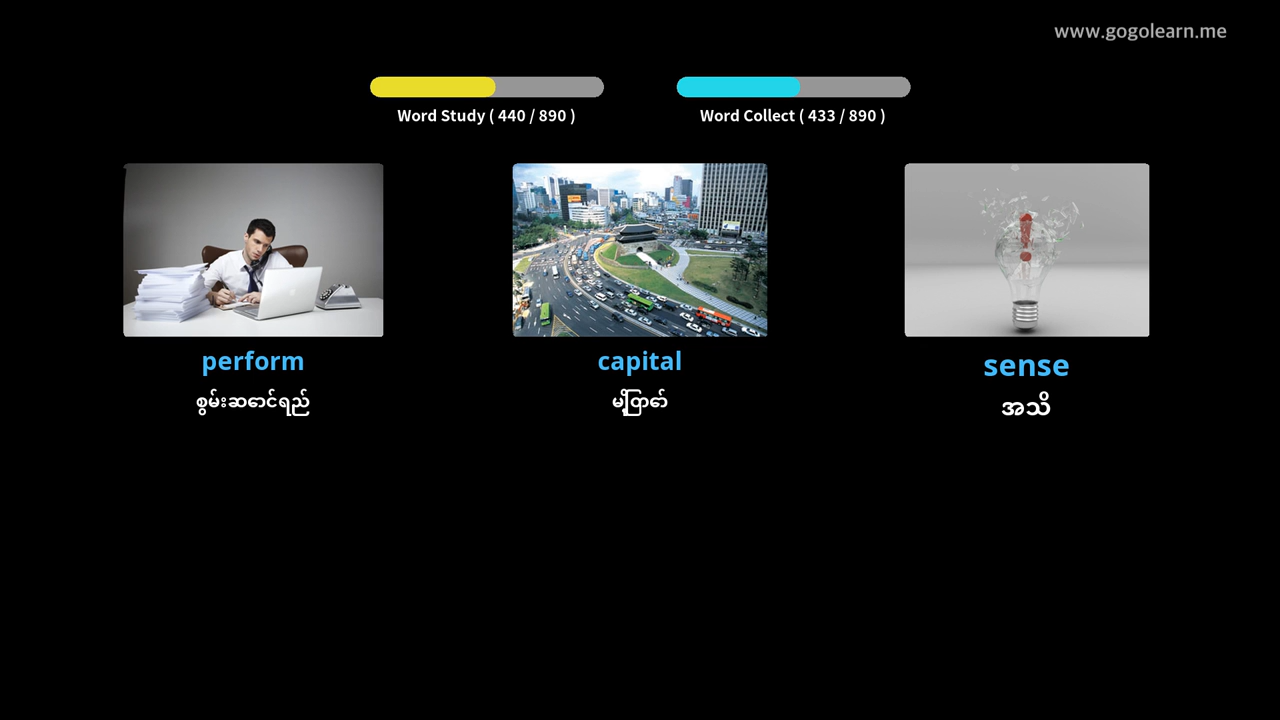 www.gogolearn.me
Word Study ( 440 / 890 )
Word Collect ( 433 / 890 )
perform
capital
sense
စွမ်းဆောင်ရည်
မြို့တော်
အသိ